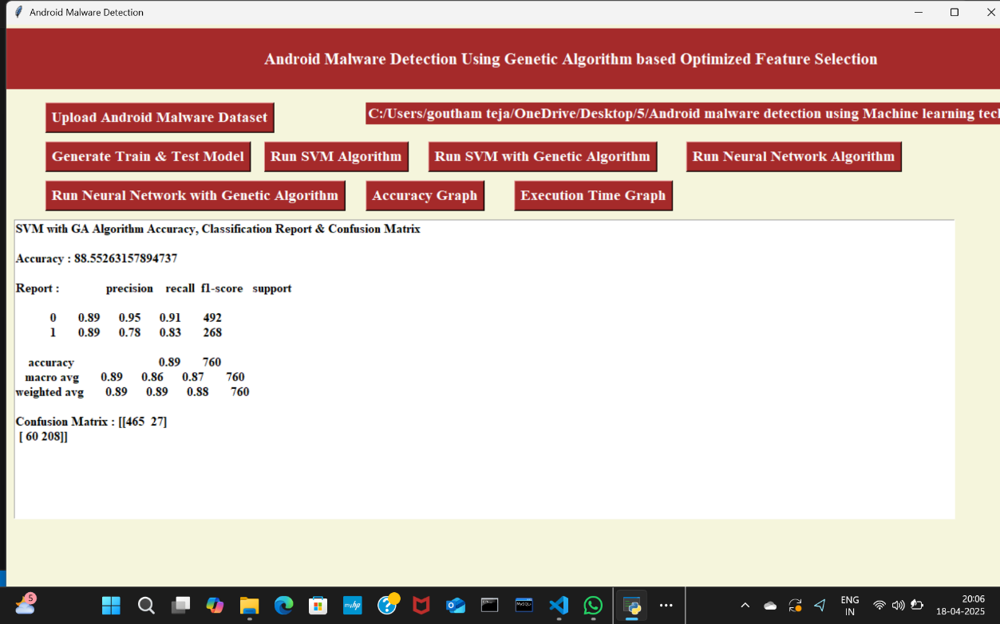 Android Malware Detection
Android Malware Detection Using Genetic Algorithm based Optimized Feature Selection
Upload Android Malware Dataset
C:/Users/goutham teja/OneDrive/Desktop/5/Android malware detection using Machine learning tecl
Generate Train & Test Model
Run SVM Algorithm
Run SVM with Genetic Algorithm
Run Neural Network Algorithm
Run Neural Network with Genetic Algorithm
Accuracy Graph
Execution Time Graph
SVM with GA Algorithm Accuracy, Classification Report & Confusion Matrix
Accuracy : 88.55263157894737
Report : precision recall f1-score support
0 0.89 0.95 0.91 492
1 0.89 0.78 0.83 268
accuracy 0.89 760
macro avg 0.89 0.86 0.87 760
weighted avg 0.89 0.89 0.88 760
Confusion Matrix : [[465 27]
[ 60 208]]
5
myhp
ENG
IN
20:06
18-04-2025